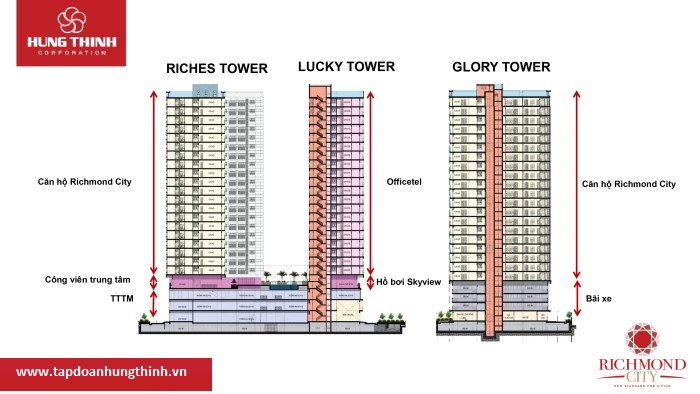 HUNG THINH
CORPORATION
RICHES TOWER
LUCKY TOWER
GLORY TOWER
Căn hộ Richmond City
Officetel
Căn hộ Richmond City
Công viên trung tâm
Hồ bơi Skyview
TTTM
Bãi xe
www.tapdoanhungthinh.vn
RICHMOND
CITY
NEW STANDARD FOR LIVING